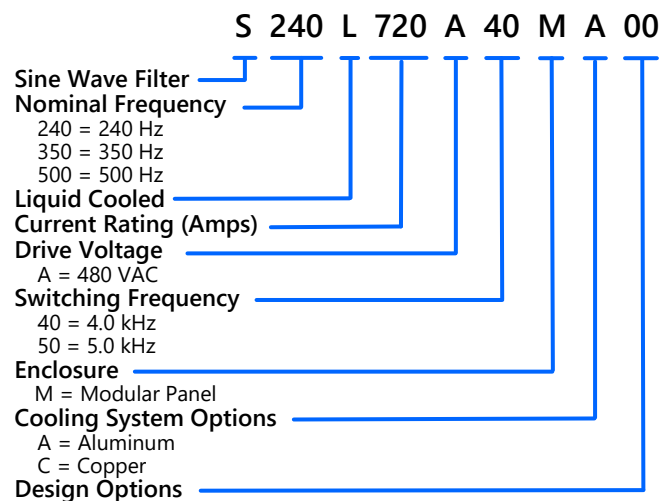 S 240 L 720 A 40 M A 00
Sine Wave Filter
Nominal Frequency
240 = 240 Hz
350 = 350 Hz
500 = 500 Hz
Liquid Cooled
Current Rating (Amps)
Drive Voltage
A = 480 VAC
Switching Frequency
40 = 4.0 kHz
50 = 5.0 kHz
Enclosure
M = Modular Panel
Cooling System Options
A = Aluminum
C = Copper
Design Options